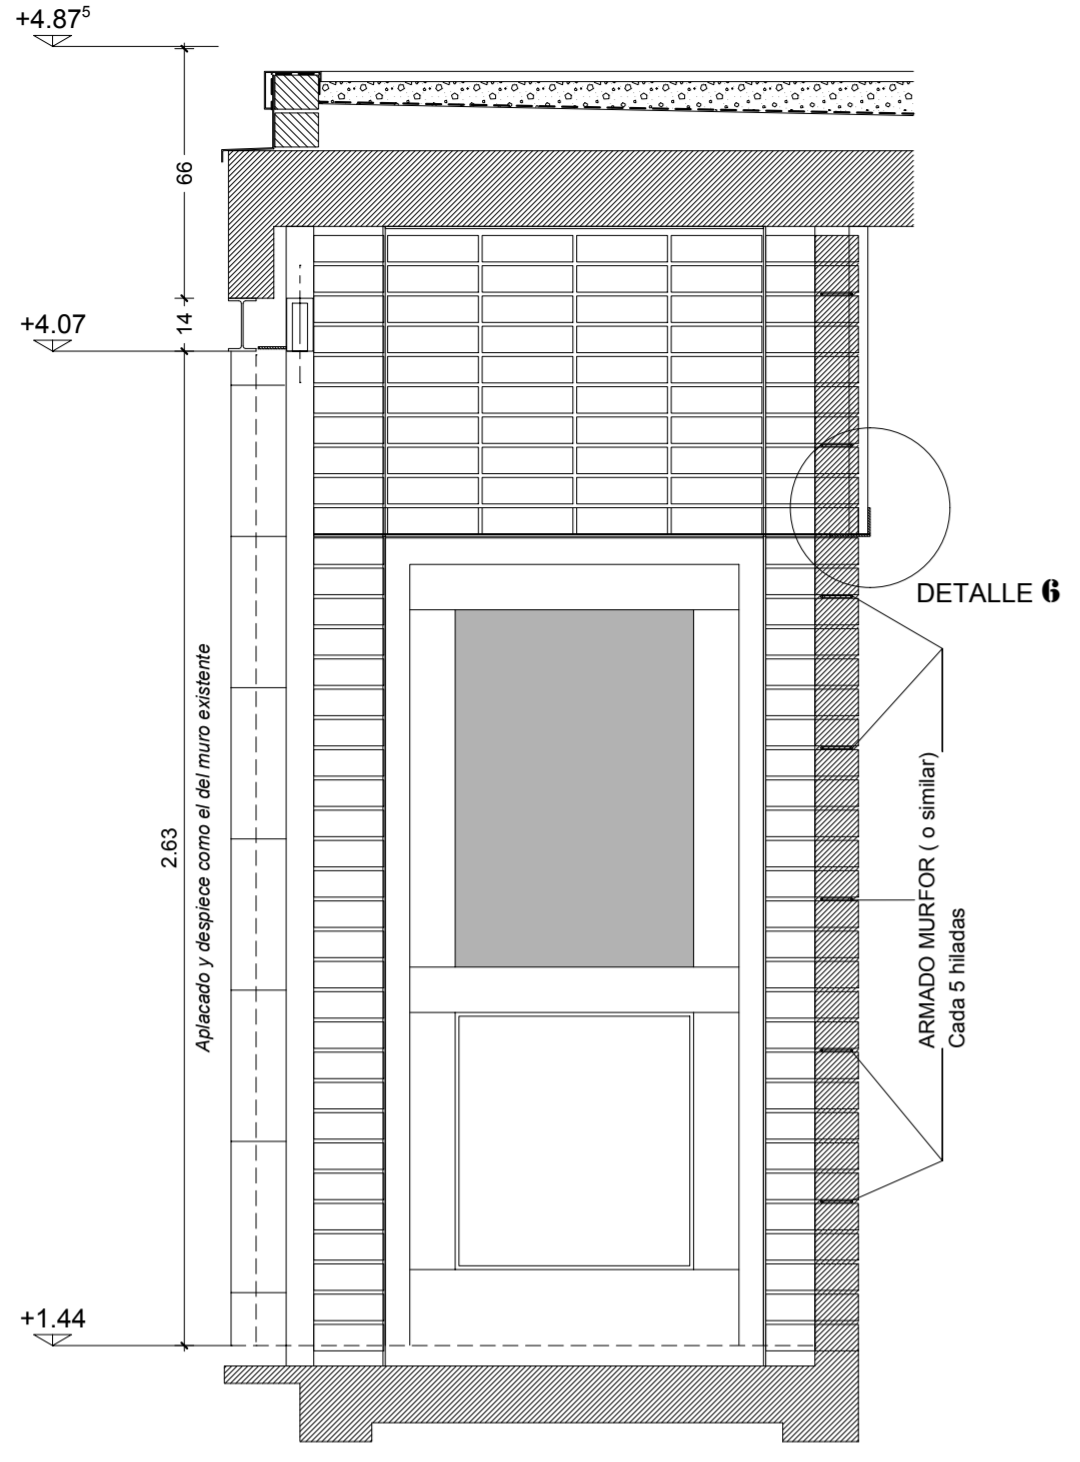 +4.87⁵
66
14
+4.07
DETALLE 6
Aplacado y despiece como el del muro existente
2.63
ARMADO MURFOR ( o similar)
Cada 5 hiladas
+1.44